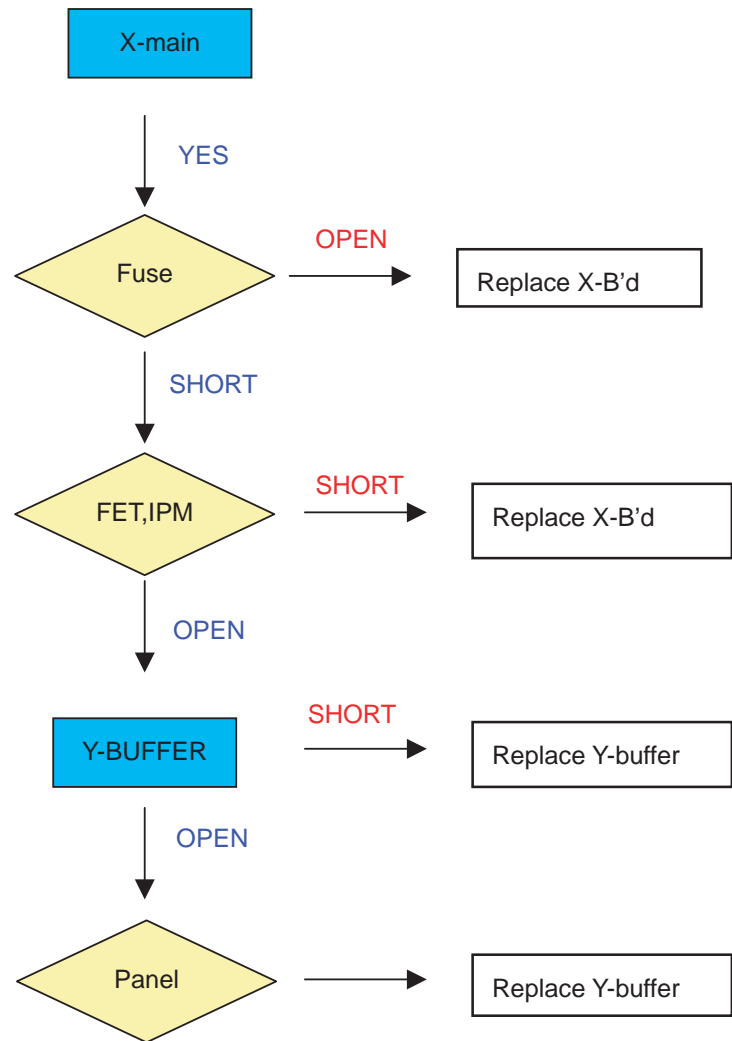 X-main
YES
OPEN
Fuse
Replace X-B’d
SHORT
SHORT
FET,IPM
Replace X-B’d
OPEN
SHORT
Y-BUFFER
Replace Y-buffer
OPEN
Panel
Replace Y-buffer